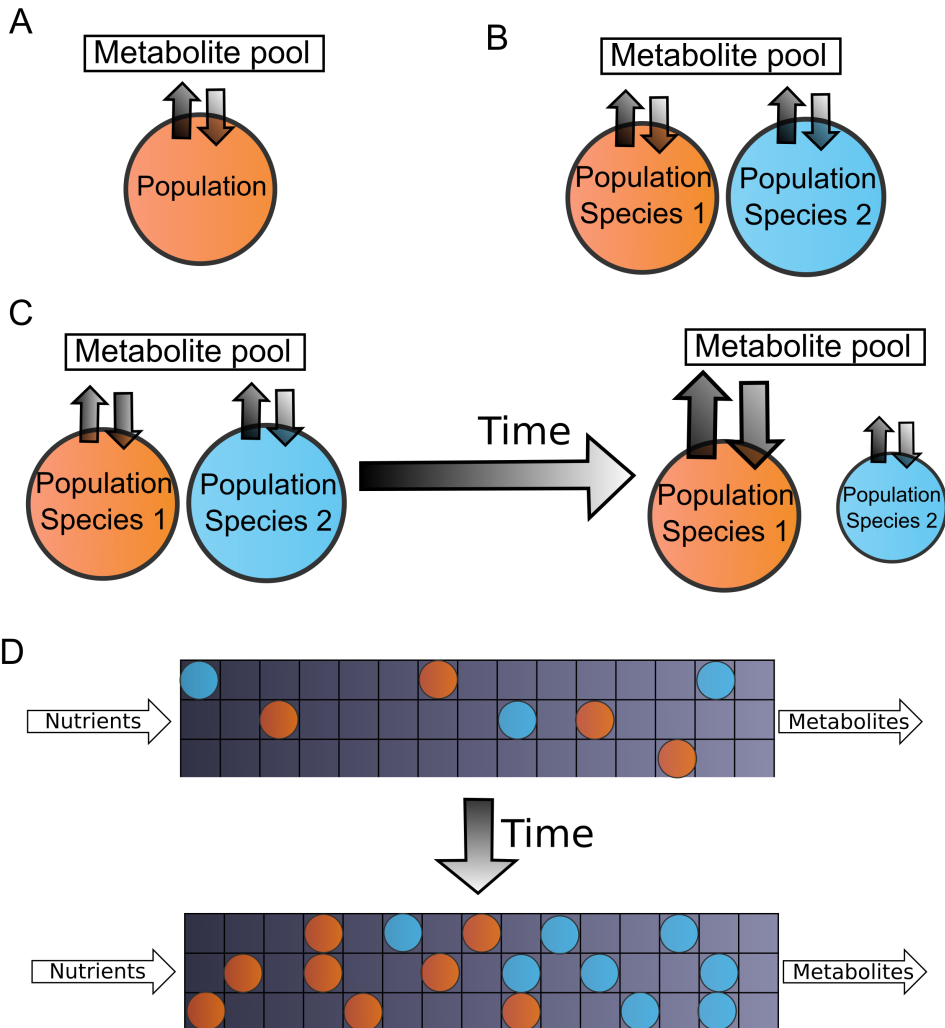 A
Metabolite pool
Population
B
Metabolite pool
Population
Species 1
Population
Species 2
C
Metabolite pool
Population
Species 1
Population
Species 2
Time
Metabolite pool
Population
Species 1
Population
Species 2
D
Nutrients
Metabolites
Time
Nutrients
Metabolites